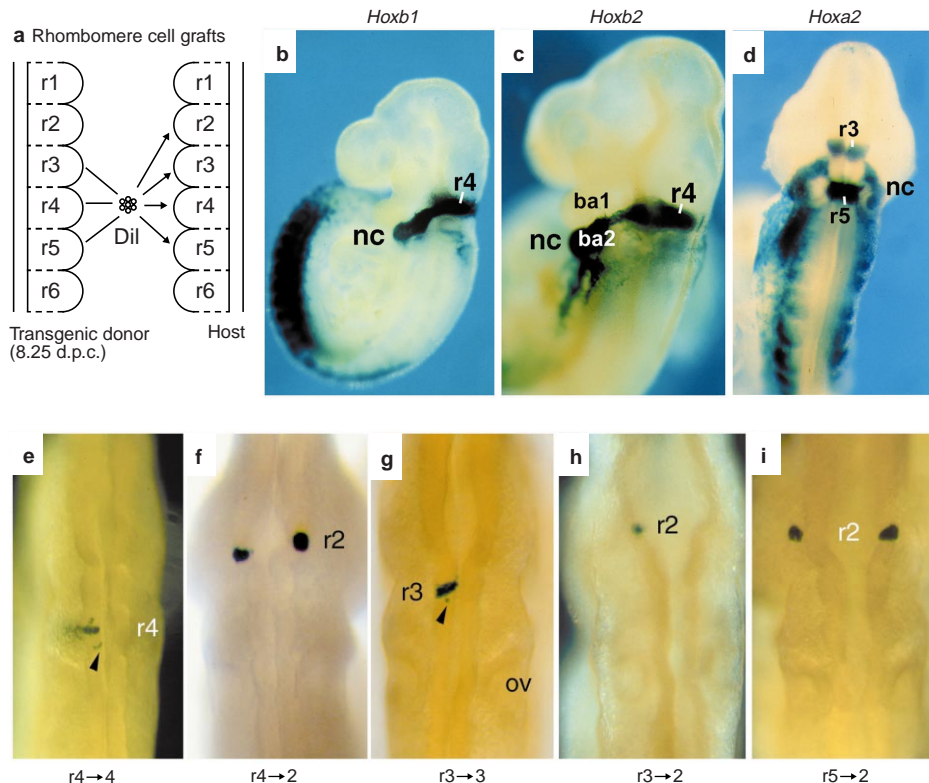 Hoxb1
Hoxb2
Hoxa2
a Rhombomere cell grafts
r1
r2
r3
r4
r5
r6
DiI
r1
r2
r3
r4
r5
r6
Transgenic donor
(8.25 d.p.c.)
Host
b
r4
nc
c
ba1
r4
nc
ba2
d
r3
nc
r5
e
r4
r4→4
f
r2
r4→2
g
r3
ov
r3→3
h
r2
r3→2
i
r2
r5→2